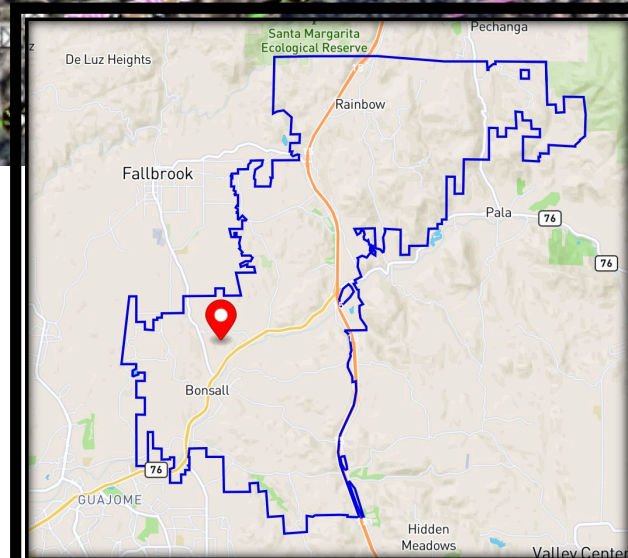 Pechanga
Santa Margarita
Ecological Reserve
De Luz Heights
Rainbow
Fallbrook
Pala
76
76
Bonsall
76
GUAJOME
Hidden
Meadows
Valley Center